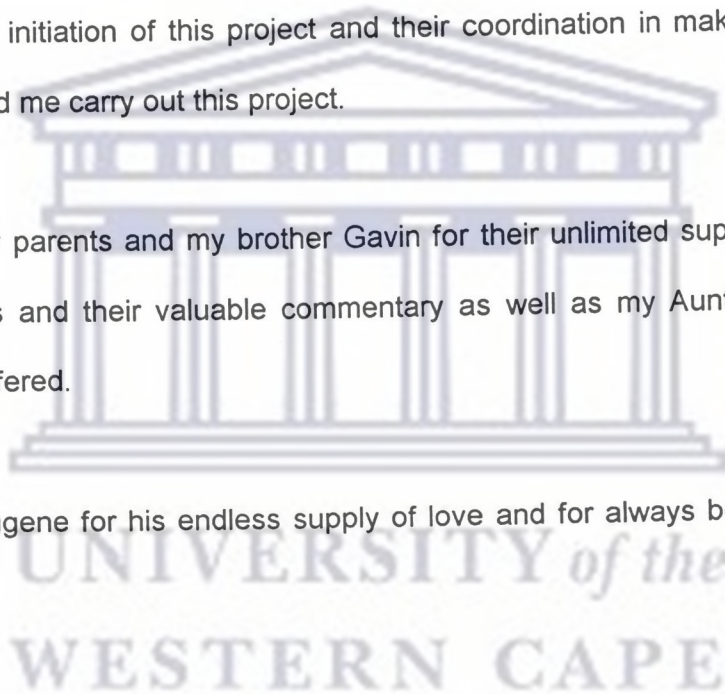 initiation of this project and their coordination in mak
d me carry out this project.
parents and my brother Gavin for their unlimited sup
s and their valuable commentary as well as my Aunt
fered.
gene for his endless supply of love and for always b
UNIVERSITY of the
WESTERN CAPE